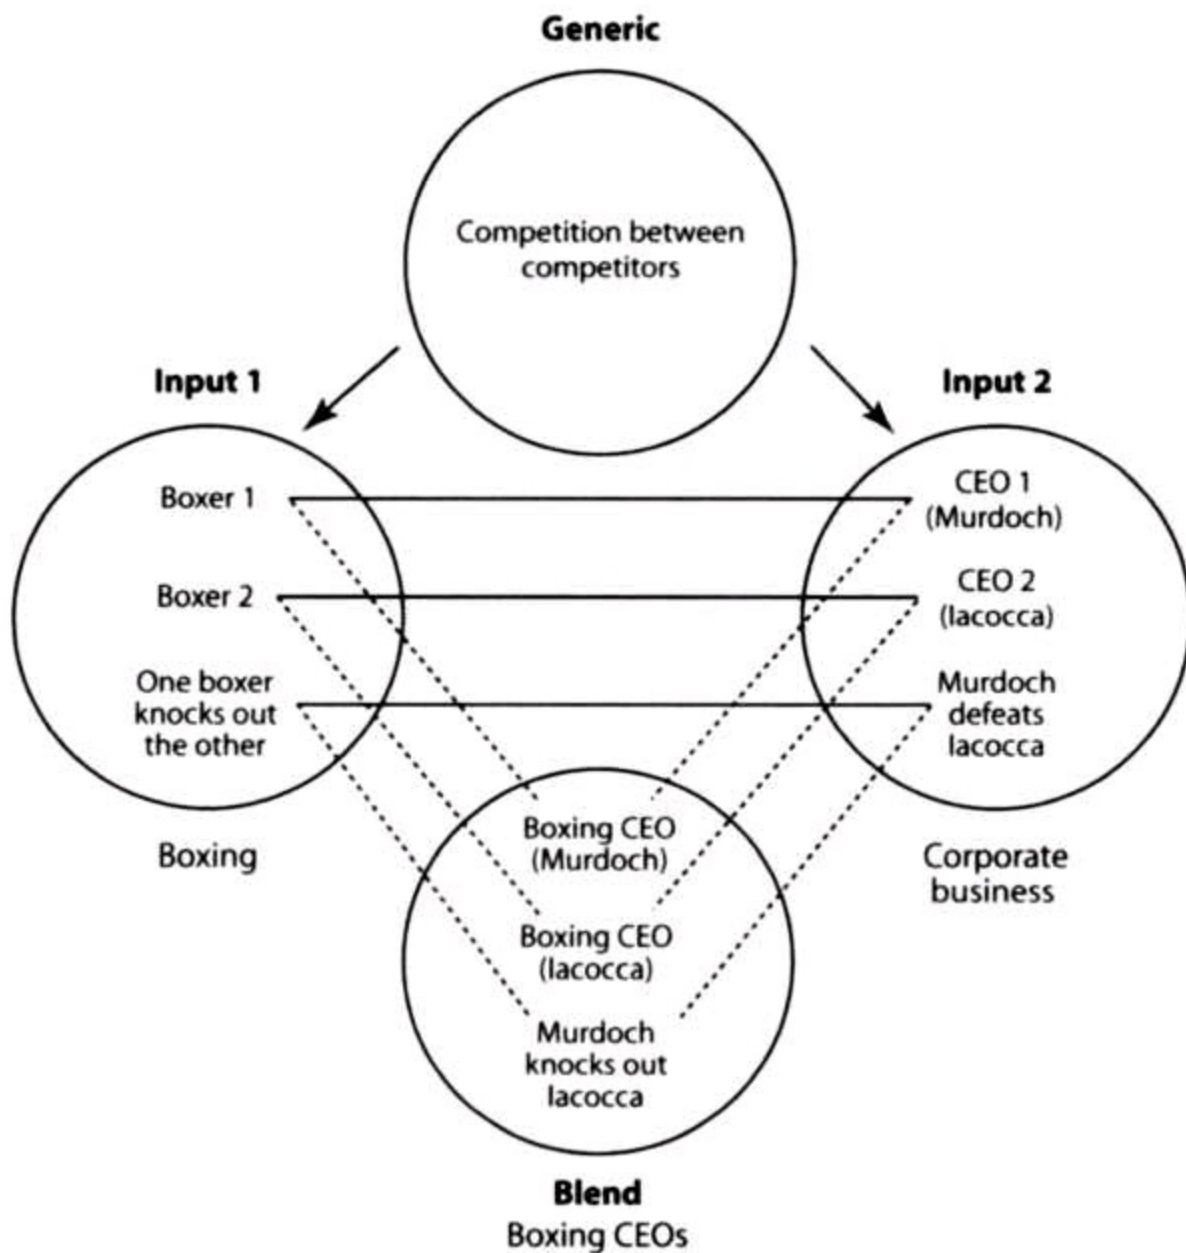 Generic
Competition between
competitors
Input 1
Input 2
Boxer 1
CEO 1
(Murdoch)
Boxer 2
CEO 2
(Iacocca)
One boxer
knocks out
the other
Murdoch
defeats
Iacocca
Boxing
Corporate
business
Boxing CEO
(Murdoch)
Boxing CEO
(Iacocca)
Murdoch
knocks out
Iacocca
Blend
Boxing CEOs